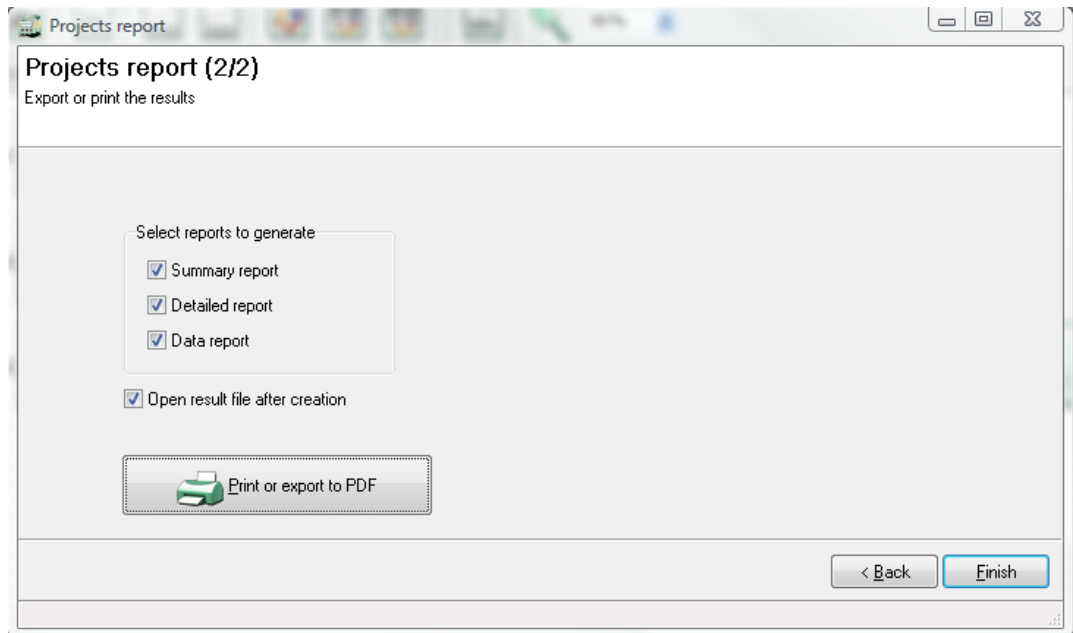 Projects report
Projects report (2/2)
Export or print the results
Select reports to generate
Summary report
Detailed report
Data report
Open result file after creation
Print or export to PDF
< Back
Finish